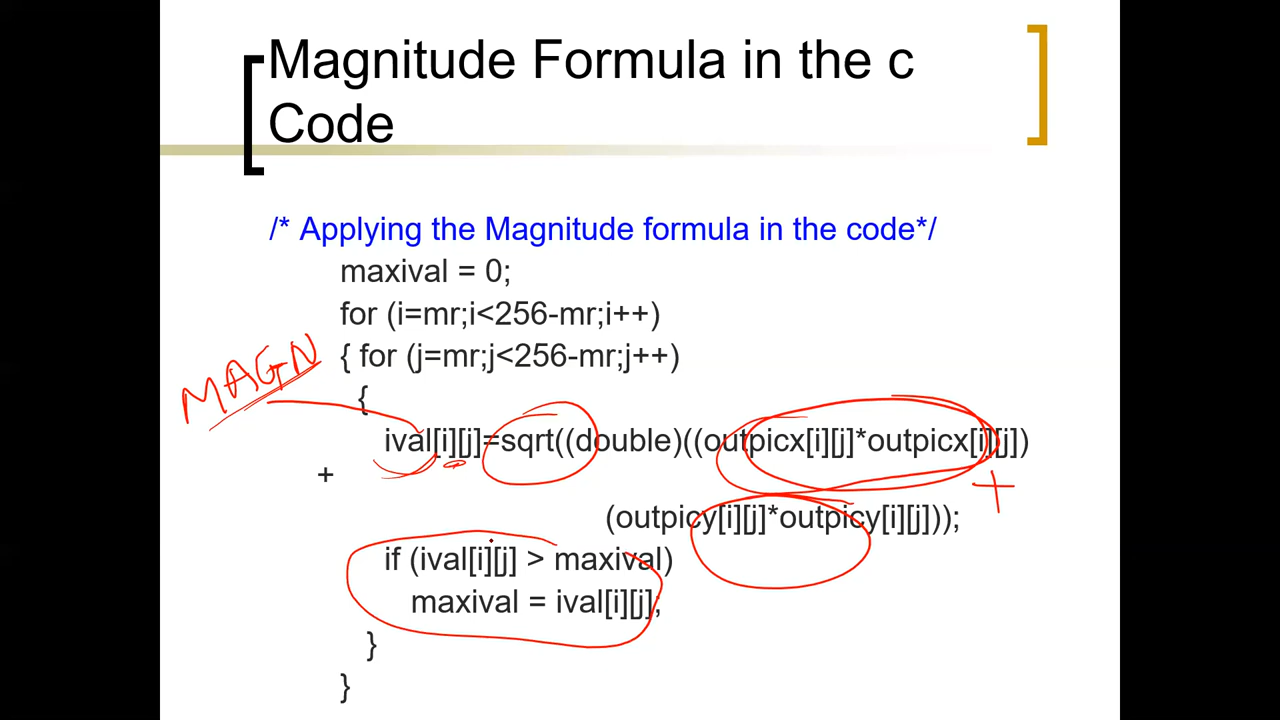 Magnitude Formula in the c
Code
/* Applying the Magnitude formula in the code*/
maxival = 0;
for (i=mr;i<256-mr;i++)
{ for (j=mr;j<256-mr;j++)
MAGN
{
ival[i][j]=sqrt((double)((outpicx[i][j]*outpicx[i][j])
+
+
(outpicy[i][j]*outpicy[i][j]));
if (ival[i][j] > maxival)
maxival = ival[i][j];
}
}